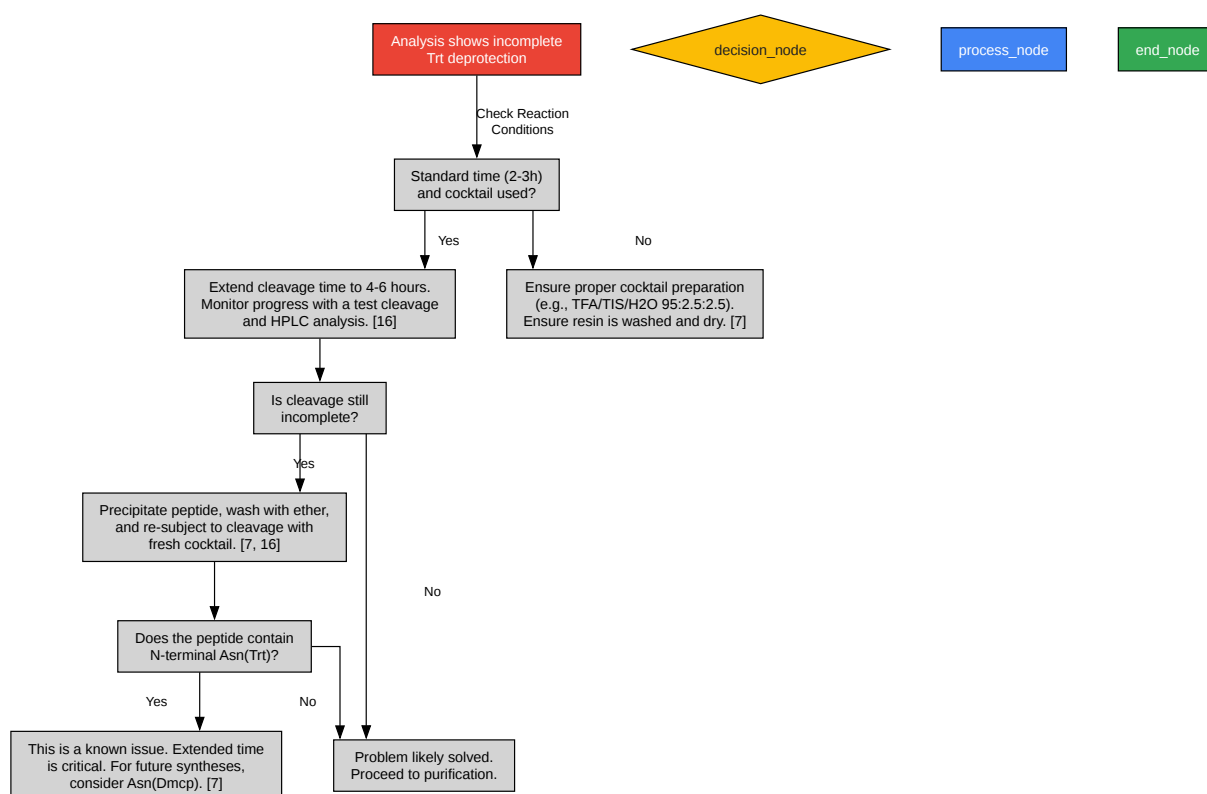 Analysis shows incomplete
Trt deprotection
decision_node
process_node
end_node
Check Reaction
Conditions
Standard time (2-3h)
and cocktail used?
Yes
No
Extend cleavage time to 4-6 hours.
Monitor progress with a test cleavage
and HPLC analysis. [16]
Ensure proper cocktail preparation
(e.g., TFA/TIS/H2O 95:2.5:2.5).
Ensure resin is washed and dry. [7]
Is cleavage still
incomplete?
Yes
No
Precipitate peptide, wash with ether,
and re-subject to cleavage with
fresh cocktail. [7, 16]
Does the peptide contain
N-terminal Asn(Trt)?
Yes
No
This is a known issue. Extended time
is critical. For future syntheses,
consider Asn(Dmcp). [7]
Problem likely solved.
Proceed to purification.